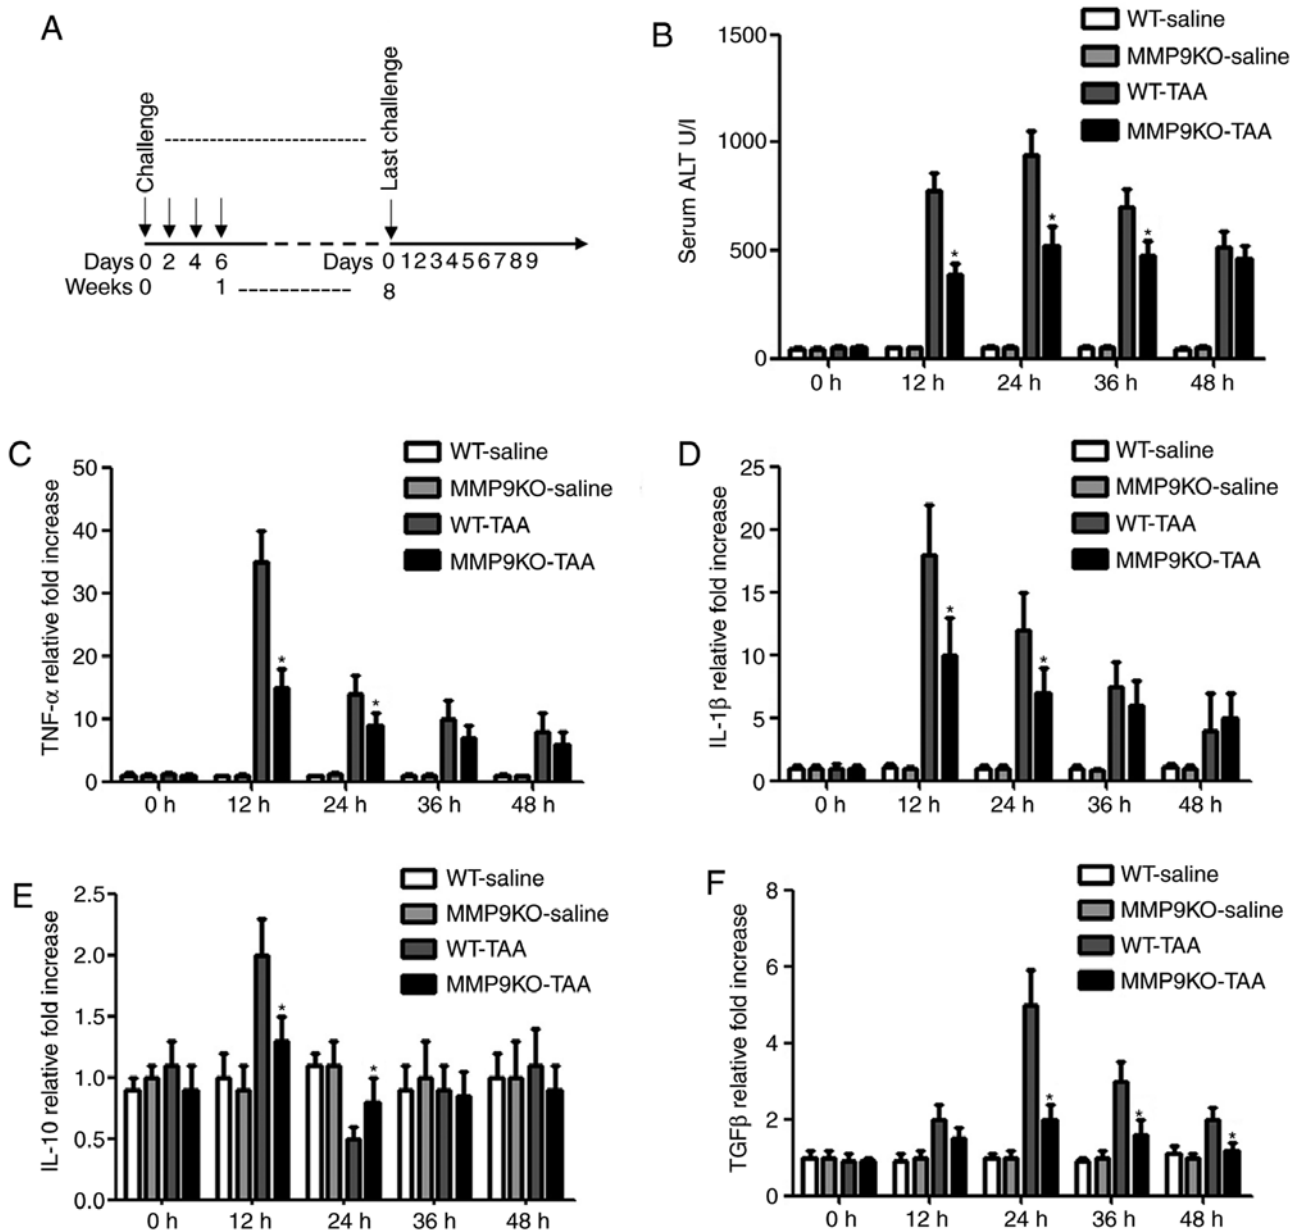 A
Challenge
Last challenge
Days 0 2 4 6 Days 0 1 2 3 4 5 6 7 8 9
Weeks 0 1 8
B
WT-saline
MMP9KO-saline
WT-TAA
MMP9KO-TAA
Serum ALT U/l
1500
1000
500
0
0 h 12 h 24 h 36 h 48 h
C
WT-saline
MMP9KO-saline
WT-TAA
MMP9KO-TAA
TNF-α relative fold increase
50
40
30
20
10
0
0 h 12 h 24 h 36 h 48 h
D
WT-saline
MMP9KO-saline
WT-TAA
MMP9KO-TAA
IL-1β relative fold increase
25
20
15
10
5
0
0 h 12 h 24 h 36 h 48 h
E
WT-saline
MMP9KO-saline
WT-TAA
MMP9KO-TAA
IL-10 relative fold increase
2.5
2.0
1.5
1.0
0.5
0.0
0 h 12 h 24 h 36 h 48 h
F
WT-saline
MMP9KO-saline
WT-TAA
MMP9KO-TAA
TGFβ relative fold increase
8
6
4
2
0
0 h 12 h 24 h 36 h 48 h